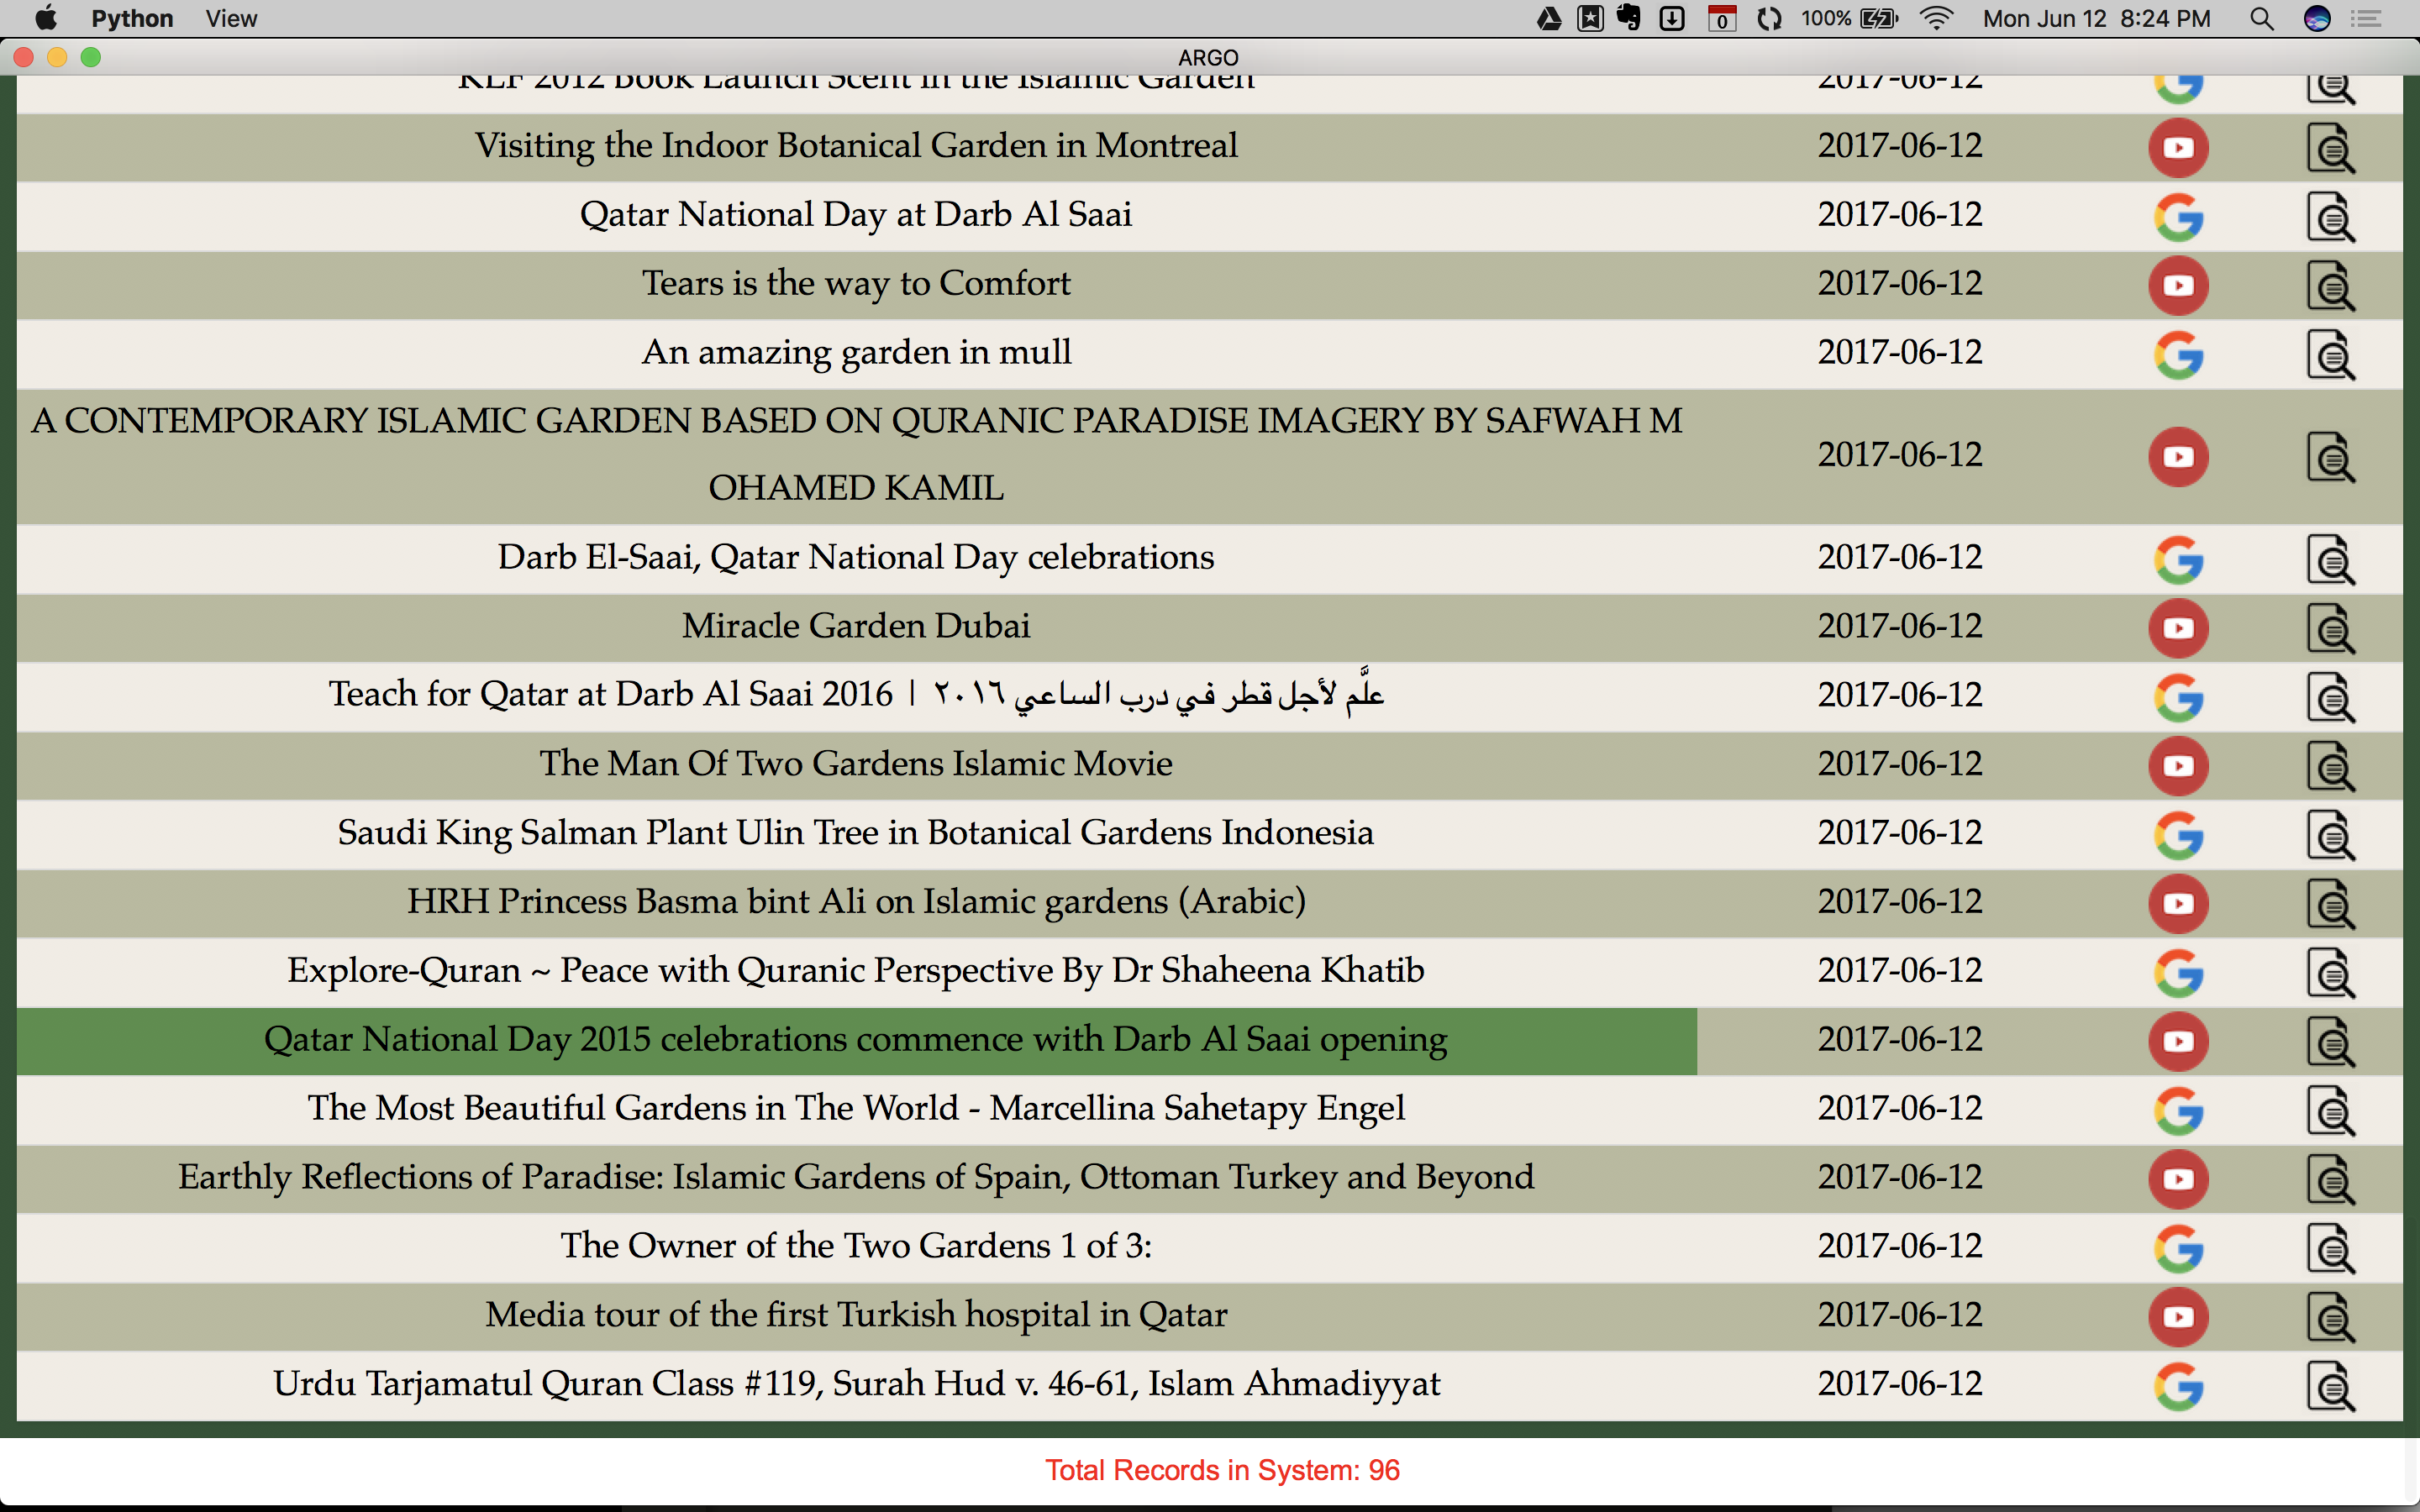 Python View 0 100% Mon Jun 12 8:24 PM
ARGO
KLF 2012 Book Launch Scent in the Islamic Garden 2017-06-12
Visiting the Indoor Botanical Garden in Montreal 2017-06-12
Qatar National Day at Darb Al Saai 2017-06-12
Tears is the way to Comfort 2017-06-12
An amazing garden in mull 2017-06-12
A CONTEMPORARY ISLAMIC GARDEN BASED ON QURANIC PARADISE IMAGERY BY SAFWAH M
OHAMED KAMIL 2017-06-12
Darb El-Saai, Qatar National Day celebrations 2017-06-12
Miracle Garden Dubai 2017-06-12
Teach for Qatar at Darb Al Saai 2016 | علَّم لأجل قطر في درب الساعي ٢٠١٦ 2017-06-12
The Man Of Two Gardens Islamic Movie 2017-06-12
Saudi King Salman Plant Ulin Tree in Botanical Gardens Indonesia 2017-06-12
HRH Princess Basma bint Ali on Islamic gardens (Arabic) 2017-06-12
Explore-Quran ~ Peace with Quranic Perspective By Dr Shaheena Khatib 2017-06-12
Qatar National Day 2015 celebrations commence with Darb Al Saai opening 2017-06-12
The Most Beautiful Gardens in The World - Marcellina Sahetapy Engel 2017-06-12
Earthly Reflections of Paradise: Islamic Gardens of Spain, Ottoman Turkey and Beyond 2017-06-12
The Owner of the Two Gardens 1 of 3: 2017-06-12
Media tour of the first Turkish hospital in Qatar 2017-06-12
Urdu Tarjamatul Quran Class #119, Surah Hud v. 46-61, Islam Ahmadiyyat 2017-06-12
Total Records in System: 96